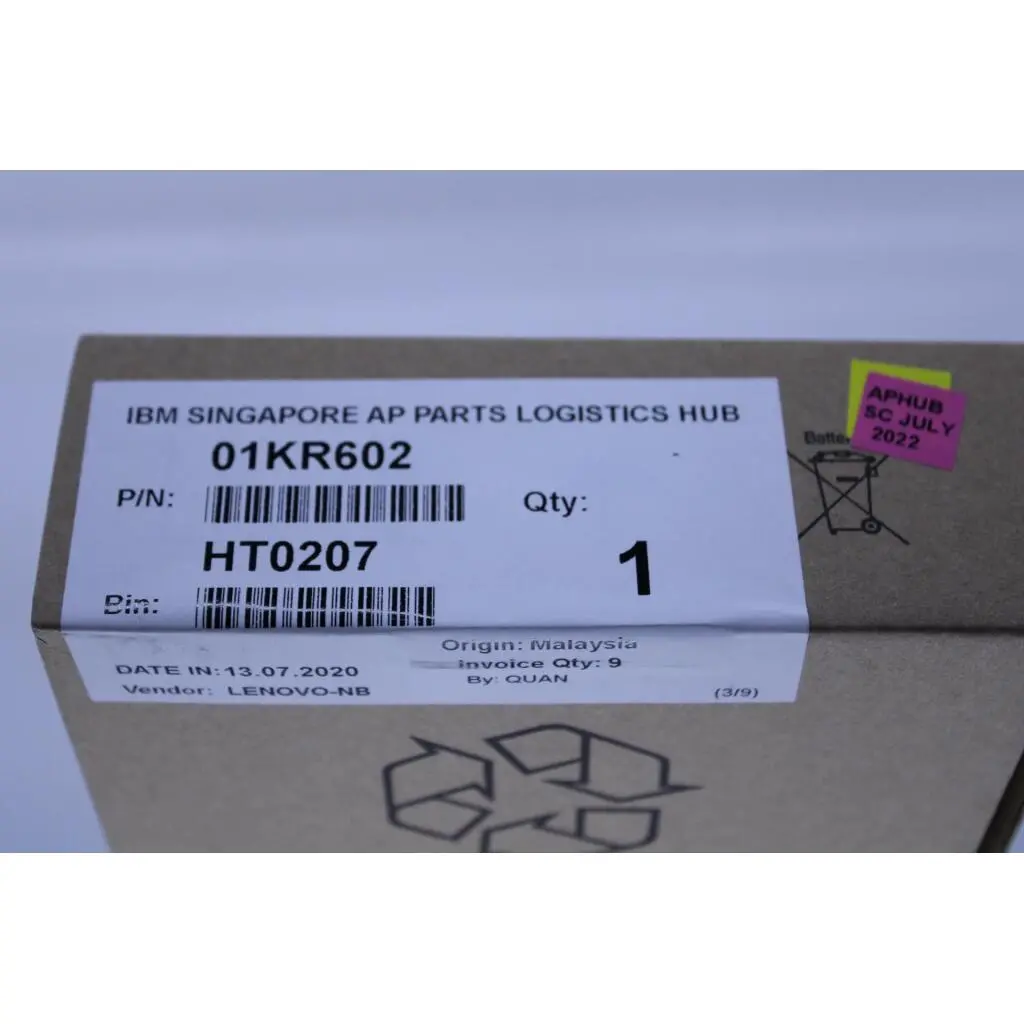 IBM SINGAPORE AP PARTS LOGISTICS HUB
01KR602
P/N:
Qty:
HT0207
1
Bin:
Origin: Malaysia
DATE IN: 13.07.2020
Invoice Qty: 9
By: QUAN
Vendor: LENOVO-NB
(3/9)
APHUB
SC JULY
2022